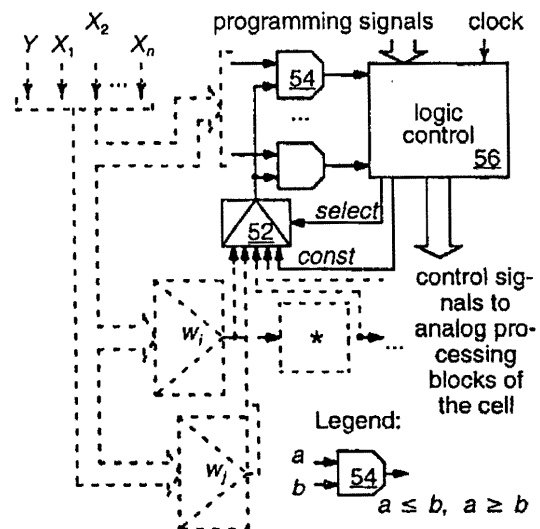 programming signals clock
Y X₁ X₂ ... Xₙ
54
...
logic
control
56
select
52
const
control sig-
nals to
analog pro-
cessing
blocks of
the cell
wᵢ
*
...
wⱼ
Legend:
a
b
54
a ≤ b, a ≥ b